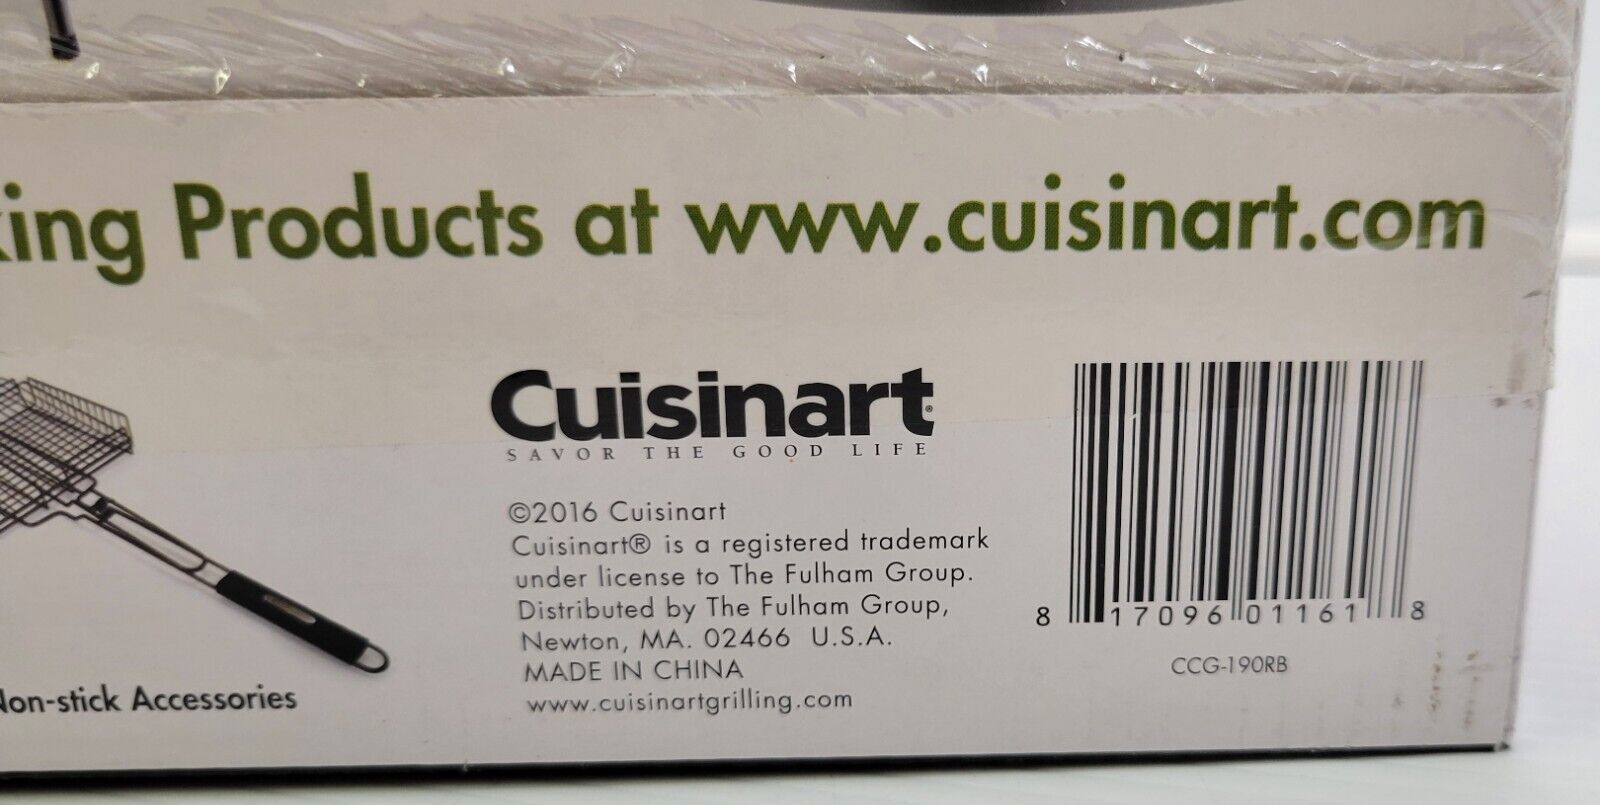 Products at www.cuisinart.com
Cuisinart®
SAVOR THE GOOD LIFE
©2016 Cuisinart
Cuisinart® is a registered trademark
under license to The Fulham Group.
Distributed by The Fulham Group,
Newton, MA. 02466 U.S.A.
MADE IN CHINA
www.cuisinartgrilling.com
8 17096 01161 8
CCG-190RB
Non-stick Accessories